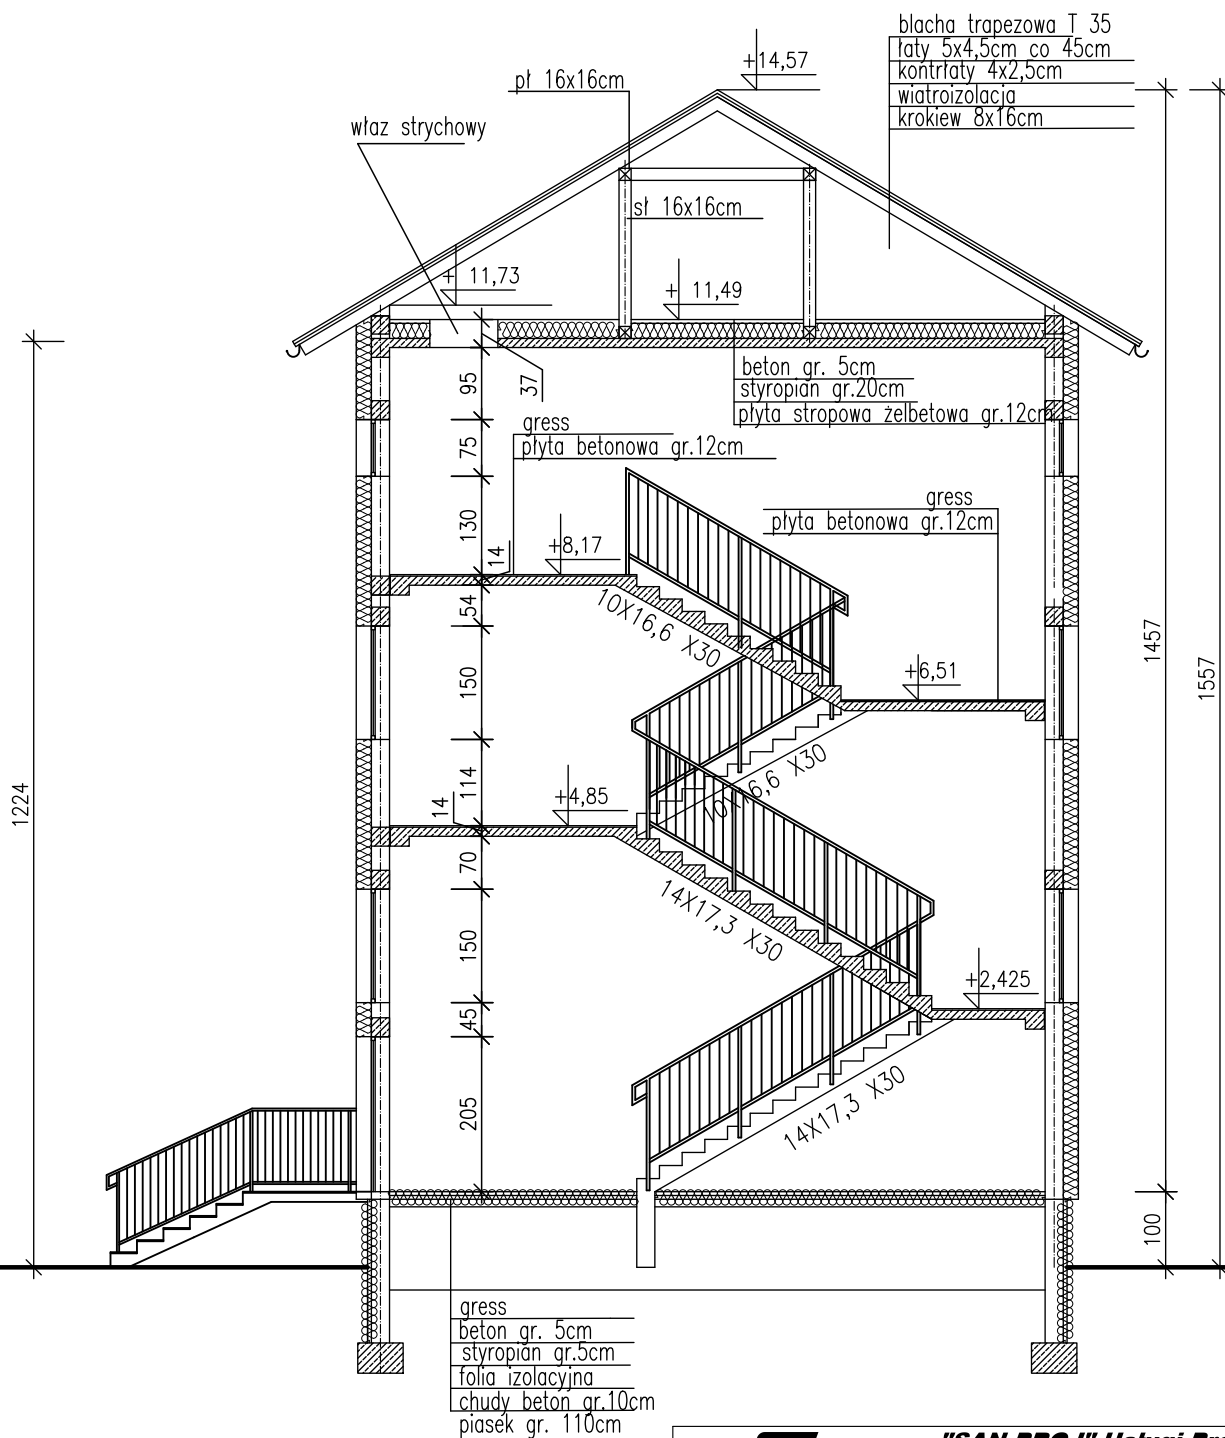 blacha trapezowa T 35
łaty 5x4,5cm co 45cm
kontrłaty 4x2,5cm
wiatroizolacja
krokiew 8x16cm
+14,57
pł 16x16cm
właz strychowy
sł 16x16cm
+ 11,73
+ 11,49
95
37
beton gr. 5cm
styropian gr.20cm
płyta stropowa żelbetowa gr.12cm
gress
płyta betonowa gr.12cm
75
gress
płyta betonowa gr.12cm
130
14
+8,17
54
10X16,6 X30
1457
1557
+6,51
150
10X16,6 X30
1224
114
14
+4,85
70
14X17,3 X30
150
+2,425
45
205
14X17,3 X30
100
gress
beton gr. 5cm
styropian gr.5cm
folia izolacyjna
chudy beton gr.10cm
piasek gr. 110cm